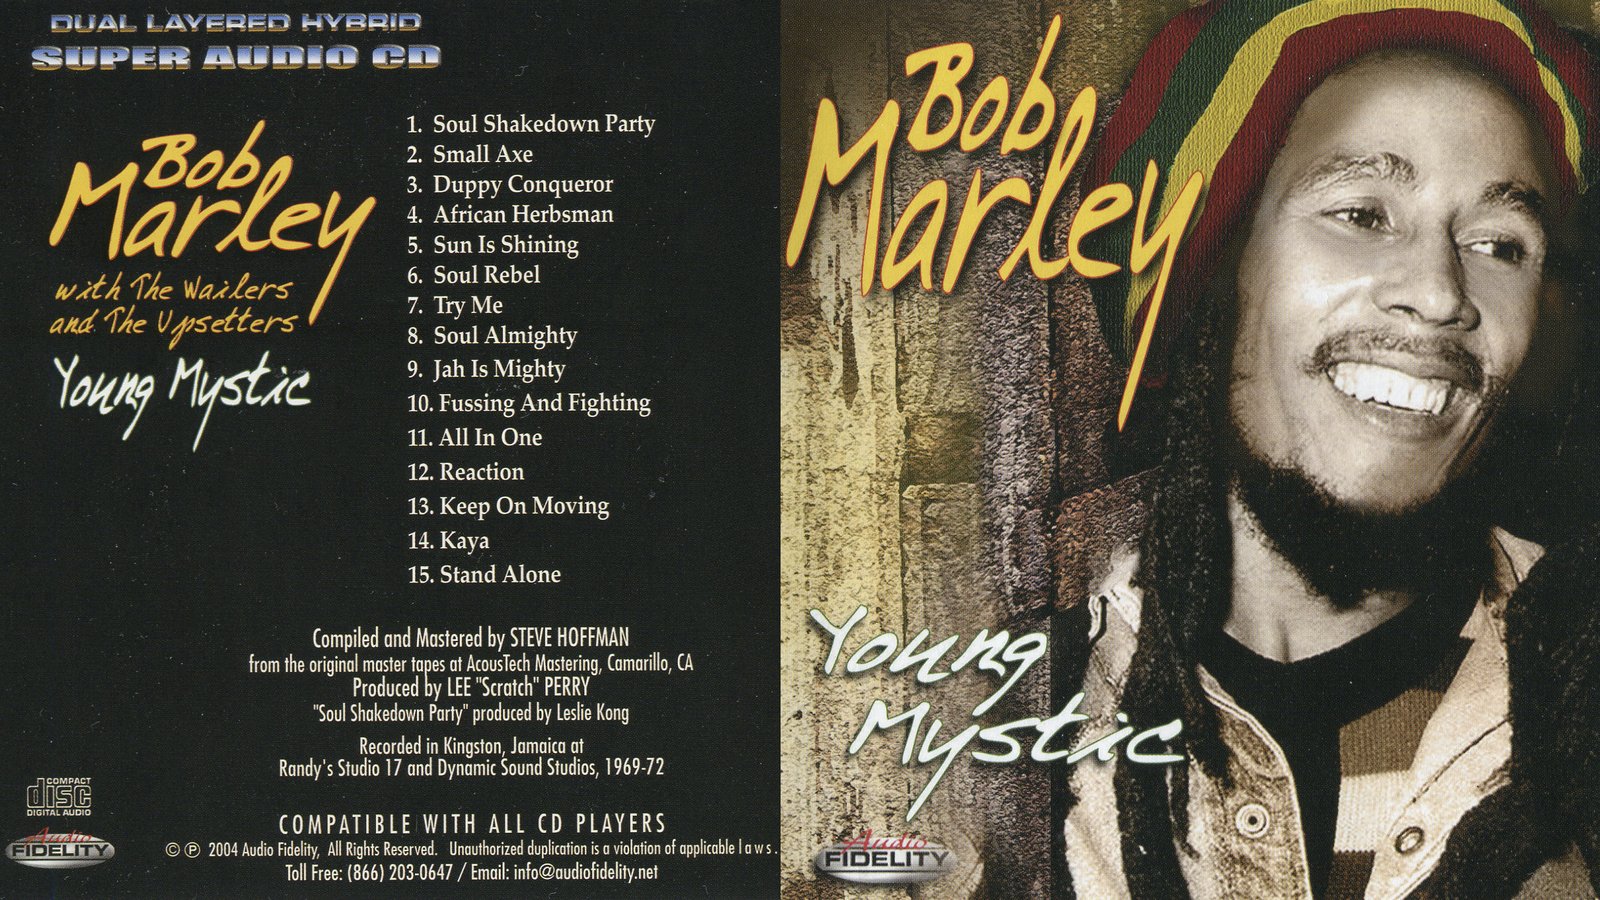 DUAL LAYERED HYBRID
SUPER AUDIO CD
Bob
Marley
with The Wailers
and The Upsetters
Young Mystic
1. Soul Shakedown Party
2. Small Axe
3. Duppy Conqueror
4. African Herbsman
5. Sun Is Shining
6. Soul Rebel
7. Try Me
8. Soul Almighty
9. Jah Is Mighty
10. Fussing And Fighting
11. All In One
12. Reaction
13. Keep On Moving
14. Kaya
15. Stand Alone
Compiled and Mastered by STEVE HOFFMAN
from the original master tapes at AcousTech Mastering, Camarillo, CA
Produced by LEE "Scratch" PERRY
"Soul Shakedown Party" produced by Leslie Kong
Recorded in Kingston, Jamaica at
Randy's Studio 17 and Dynamic Sound Studios, 1969-72
COMPACT
disc
DIGITAL AUDIO
Audio
FIDELITY
COMPATIBLE WITH ALL CD PLAYERS
© ℗ 2004 Audio Fidelity, All Rights Reserved. Unauthorized duplication is a violation of applicable laws.
Toll Free: (866) 203-0647 / Email: info@audiofidelity.net
Bob
Marley
Young
Mystic
Audio
FIDELITY